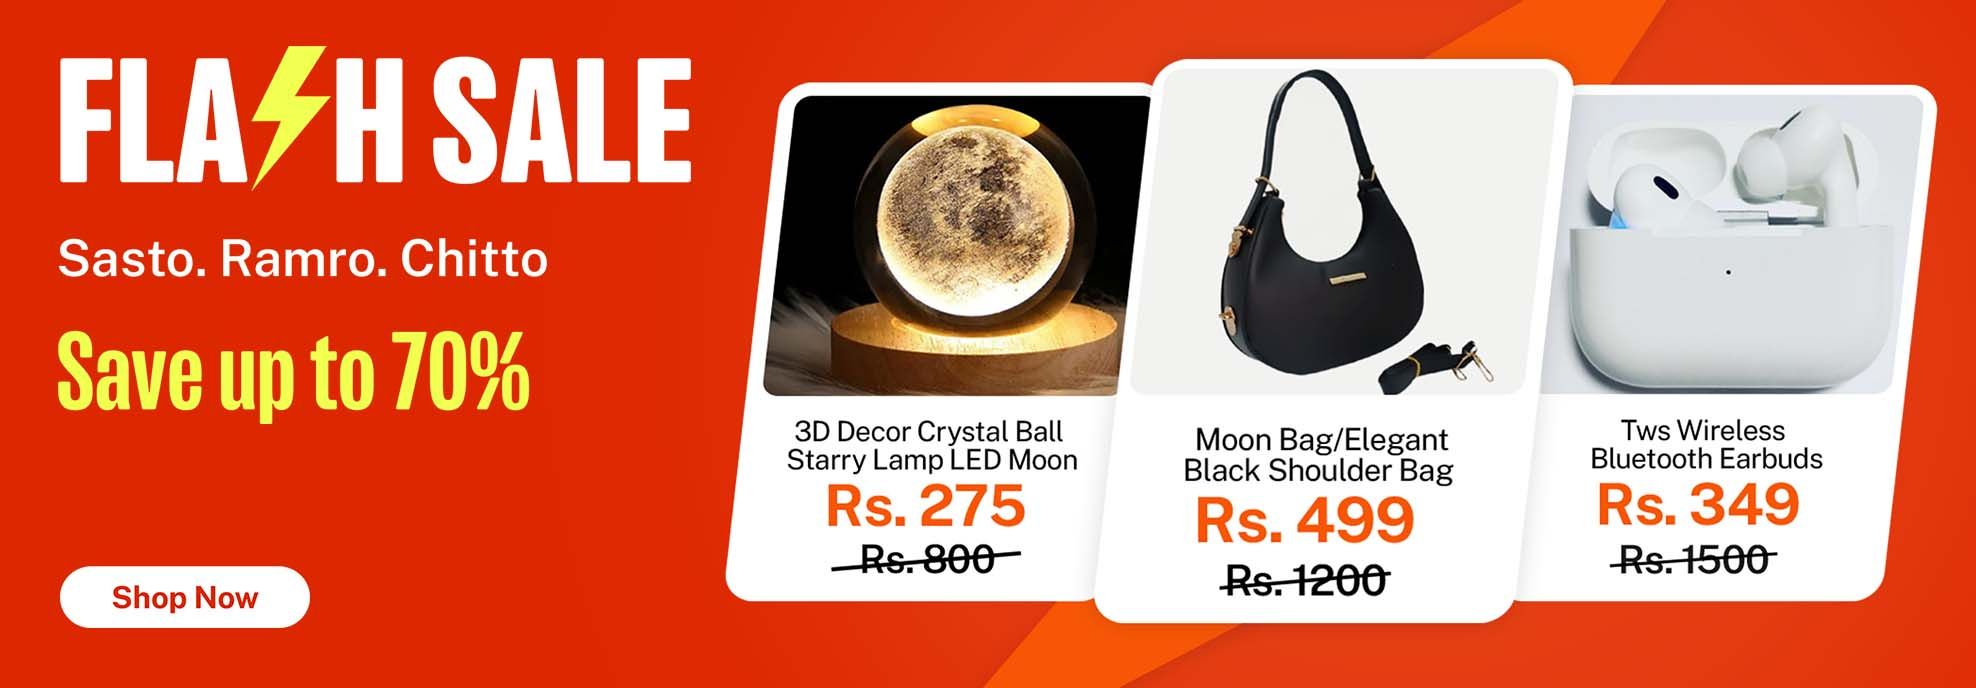 FLASH SALE
Sasto. Ramro. Chitto
Save up to 70%
Shop Now
3D Decor Crystal Ball
Starry Lamp LED Moon
Rs. 275
Rs. 800
Moon Bag/Elegant
Black Shoulder Bag
Rs. 499
Rs. 1200
Tws Wireless
Bluetooth Earbuds
Rs. 349
Rs. 1500